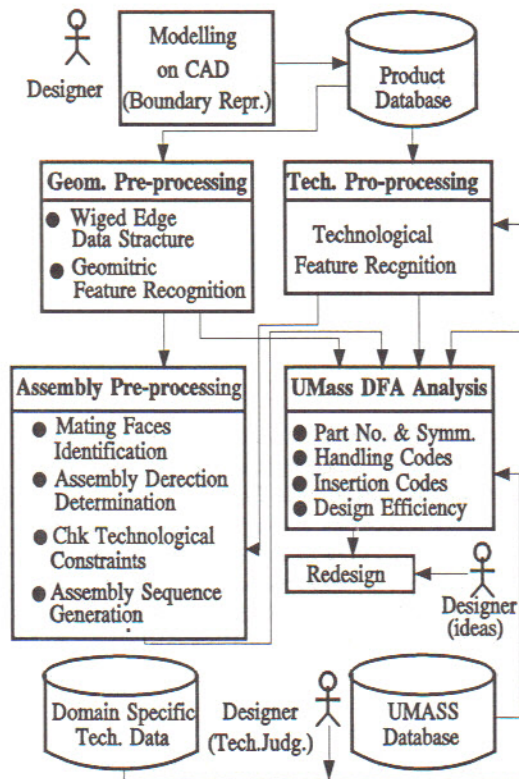 Designer
Modelling
on CAD
(Boundary Repr.)
Product
Database
Geom. Pre-processing
● Wiged Edge
Data Stracture
● Geomitric
Feature Recognition
Tech. Pro-processing
Technological
Feature Recgnition
Assembly Pre-processing
● Mating Faces
Identification
● Assembly Derection
Determination
● Chk Technological
Constraints
● Assembly Sequence
Generation
UMass DFA Analysis
● Part No. & Symm.
● Handling Codes
● Insertion Codes
● Design Efficiency
Redesign
Designer
(ideas)
Domain Specific
Tech. Data
Designer
(Tech.Judg.)
UMASS
Database